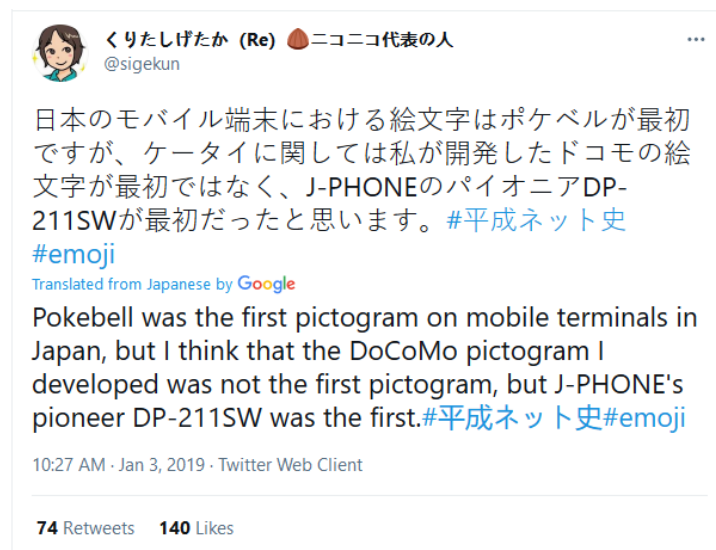 くりたしげたか (Re) 🌰ニコニコ代表の人
@sigekun
日本のモバイル端末における絵文字はポケベルが最初
ですが、ケータイに関しては私が開発したドコモの絵
文字が最初ではなく、J-PHONEのパイオニアDP-
211SWが最初だったと思います。#平成ネット史
#emoji
Translated from Japanese by Google
Pokebell was the first pictogram on mobile terminals in
Japan, but I think that the DoCoMo pictogram I
developed was not the first pictogram, but J-PHONE's
pioneer DP-211SW was the first.#平成ネット史#emoji
10:27 AM · Jan 3, 2019 · Twitter Web Client
74 Retweets 140 Likes